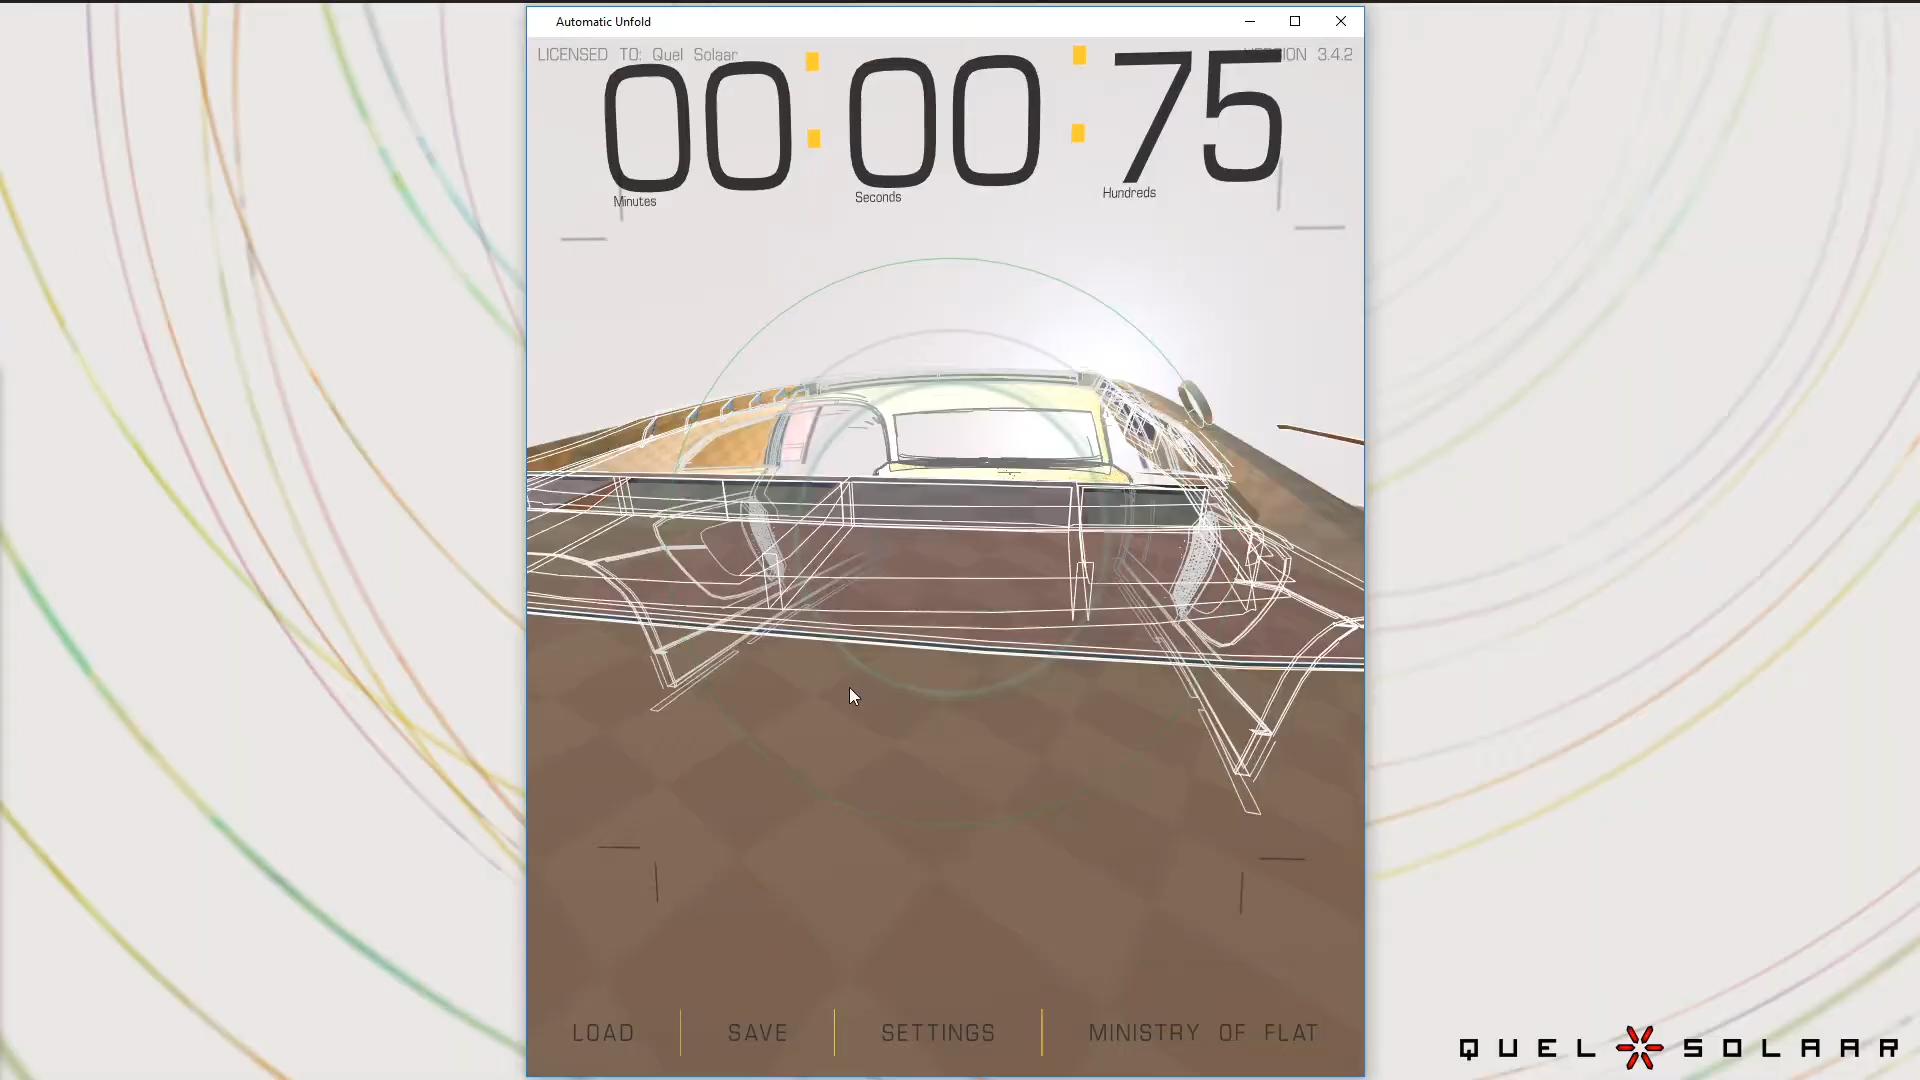 Automatic Unfold
LICENSED TO: Quel Solaar
VERSION 3.4.2
00:00:75
Minutes
Seconds
Hundreds
LOAD
SAVE
SETTINGS
MINISTRY OF FLAT
QUEL SOLAAR